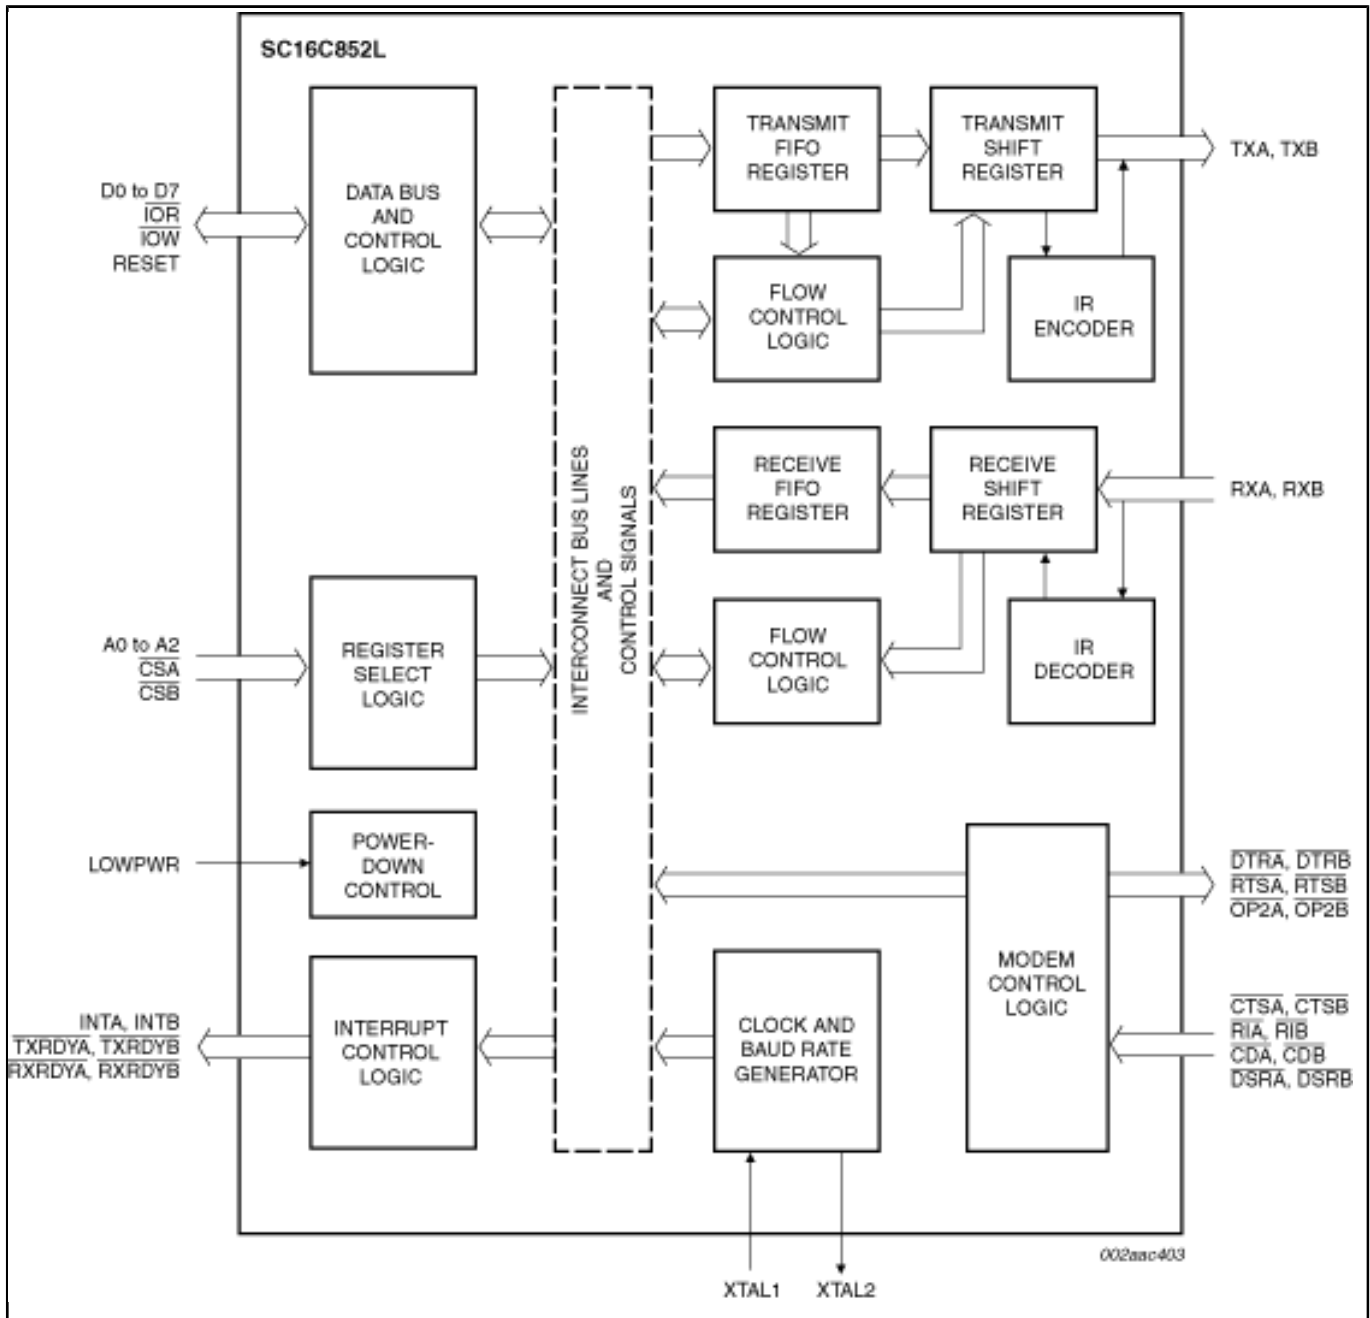 SC16C852L
D0 to D7
IOR
IOW
RESET
DATA BUS
AND
CONTROL
LOGIC
TRANSMIT
FIFO
REGISTER
TRANSMIT
SHIFT
REGISTER
TXA, TXB
FLOW
CONTROL
LOGIC
IR
ENCODER
INTERCONNECT BUS LINES
AND
CONTROL SIGNALS
RECEIVE
FIFO
REGISTER
RECEIVE
SHIFT
REGISTER
RXA, RXB
A0 to A2
CSA
CSB
REGISTER
SELECT
LOGIC
FLOW
CONTROL
LOGIC
IR
DECODER
LOWPWR
POWER-
DOWN
CONTROL
DTRA, DTRB
RTSA, RTSB
OP2A, OP2B
MODEM
CONTROL
LOGIC
INTA, INTB
TXRDYA, TXRDYB
RXRDYA, RXRDYB
INTERRUPT
CONTROL
LOGIC
CLOCK AND
BAUD RATE
GENERATOR
CTSA, CTSB
RIA, RIB
CDA, CDB
DSRA, DSRB
002aac403
XTAL1
XTAL2